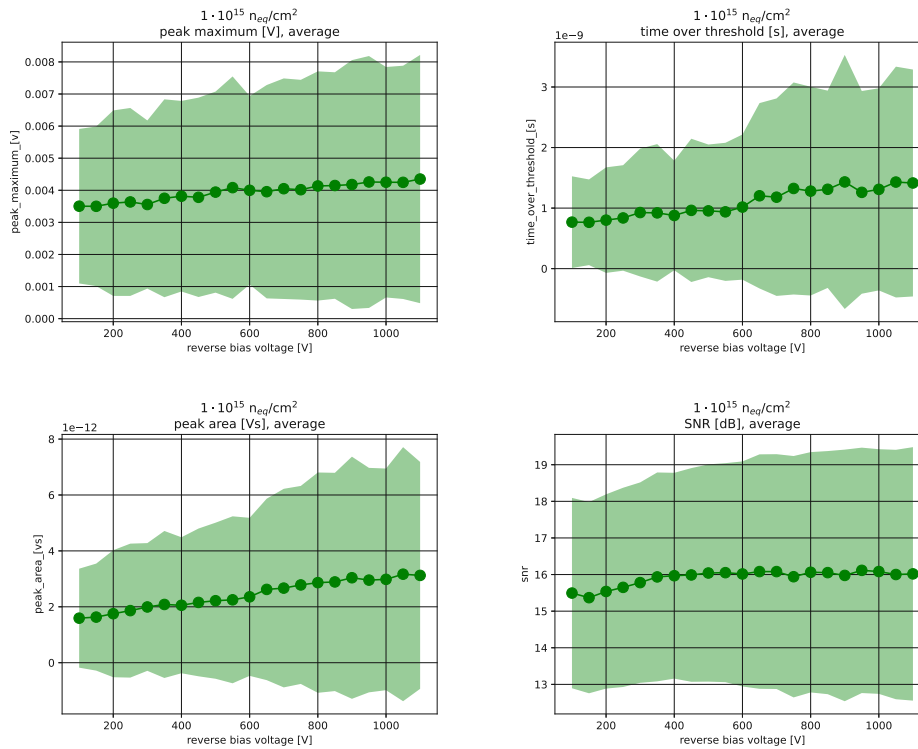 1·10¹⁵ n_eq/cm²
peak maximum [V], average
0.008
0.007
0.006
0.005
0.004
0.003
0.002
0.001
0.000
peak_maximum_[v]
200 400 600 800 1000
reverse bias voltage [V]
1·10¹⁵ n_eq/cm²
time over threshold [s], average
1e−9
3
2
1
0
time_over_threshold_[s]
200 400 600 800 1000
reverse bias voltage [V]
1·10¹⁵ n_eq/cm²
peak area [Vs], average
1e−12
8
6
4
2
0
peak_area_[vs]
200 400 600 800 1000
reverse bias voltage [V]
1·10¹⁵ n_eq/cm²
SNR [dB], average
19
18
17
16
15
14
13
snr
200 400 600 800 1000
reverse bias voltage [V]